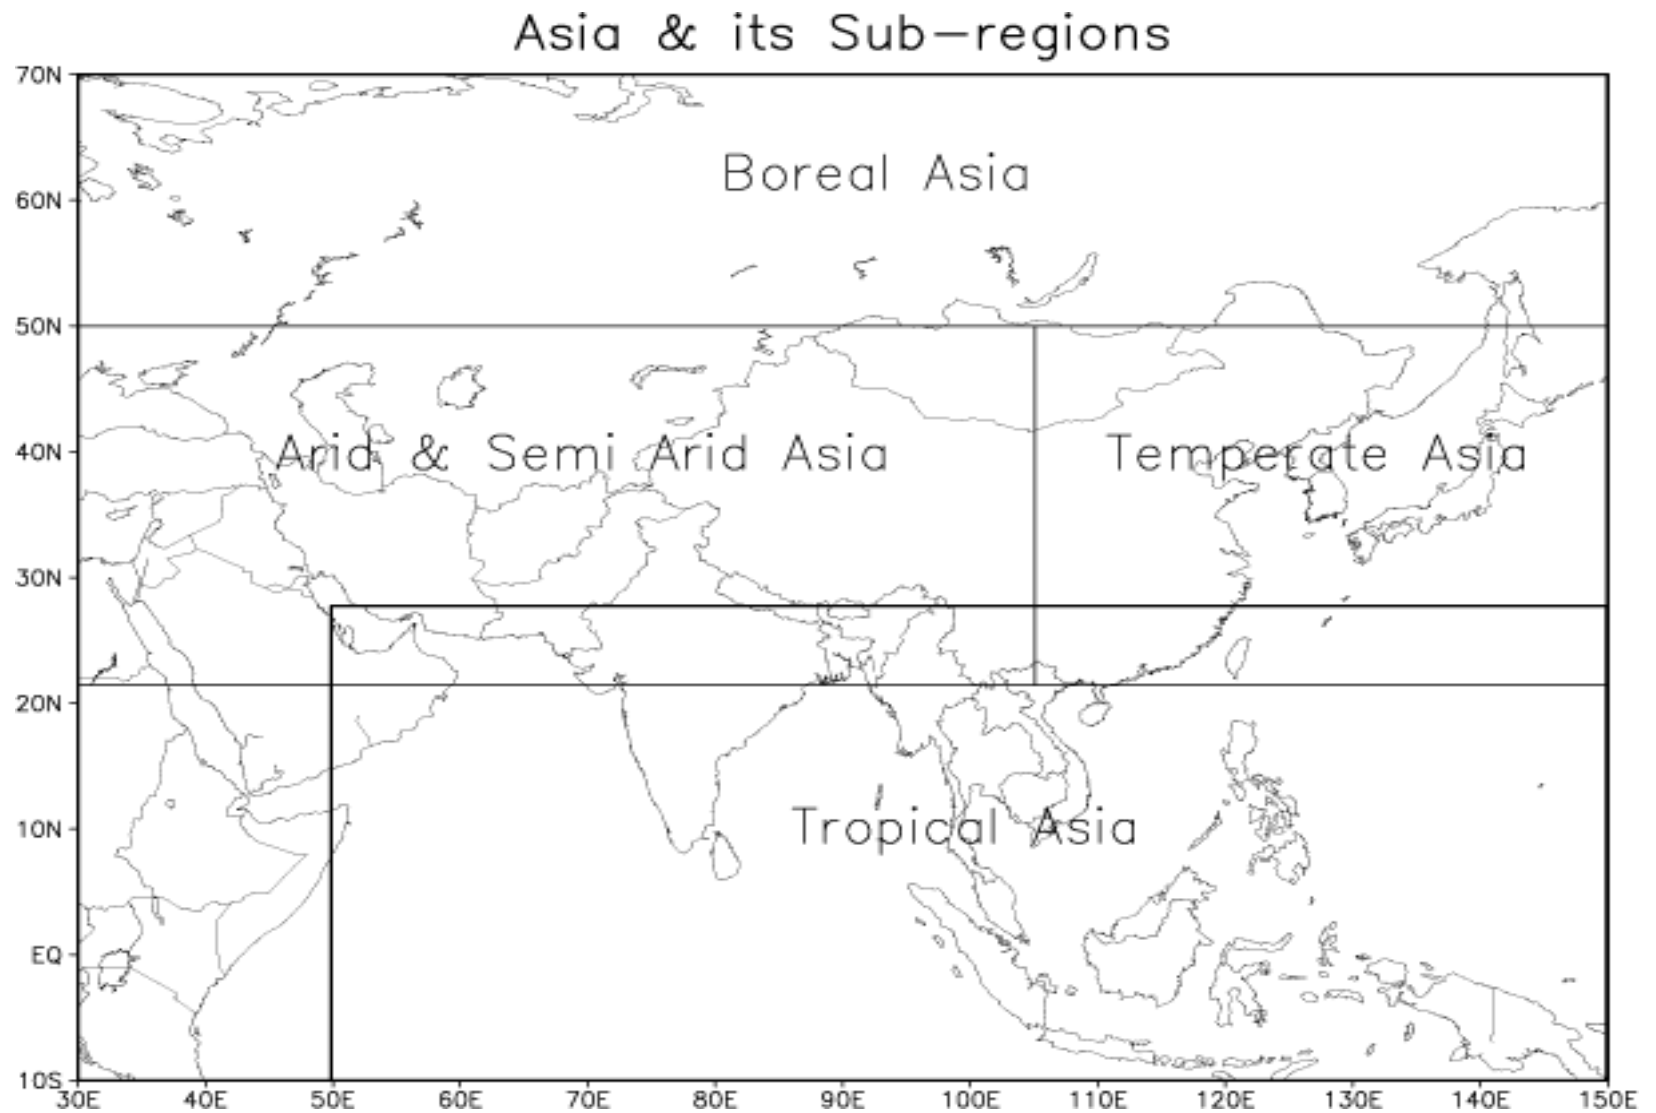 Asia & its Sub-regions
70N
Boreal Asia
60N
50N
40N
Arid & Semi Arid Asia
Temperate Asia
30N
20N
10N
Tropical Asia
EQ
10S
30E 40E 50E 60E 70E 80E 90E 100E 110E 120E 130E 140E 150E